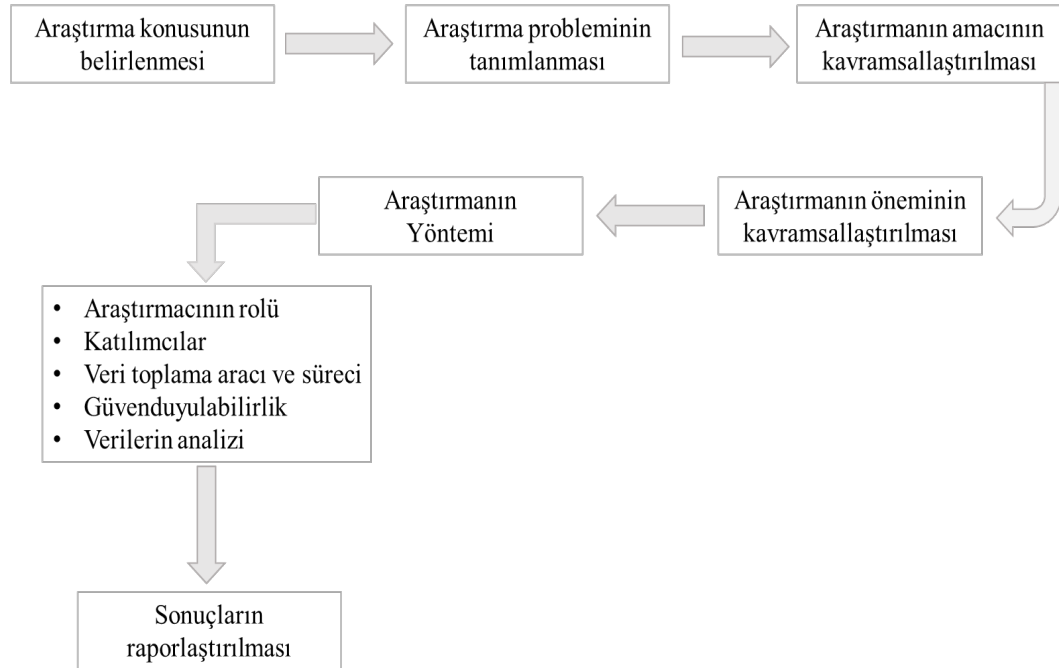 Araştırma konusunun
belirlenmesi
Araştırma probleminin
tanımlanması
Araştırmanın amacının
kavramsallaştırılması
Araştırmanın öneminin
kavramsallaştırılması
Araştırmanın
Yöntemi
• Araştırmacının rolü
• Katılımcılar
• Veri toplama aracı ve süreci
• Güvenduyulabilirlik
• Verilerin analizi
Sonuçların
raporlaştırılması